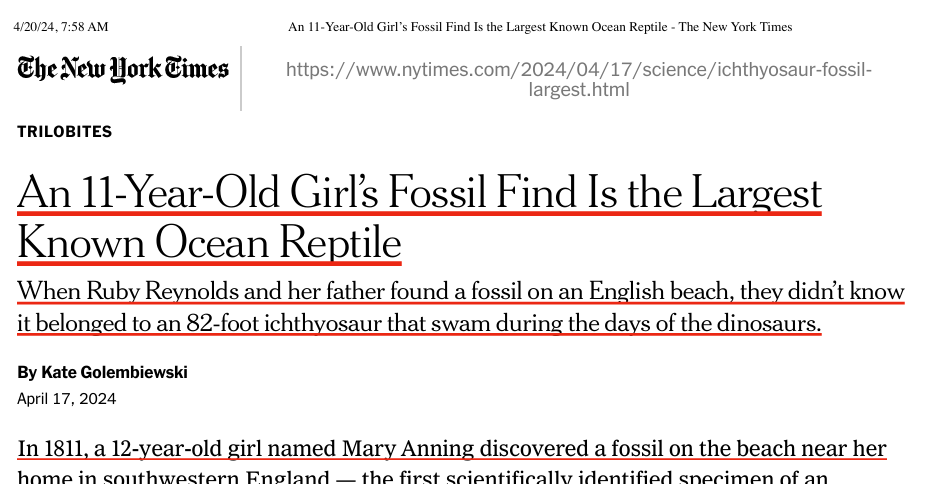 4/20/24, 7:58 AM An 11-Year-Old Girl’s Fossil Find Is the Largest Known Ocean Reptile - The New York Times
The New York Times
https://www.nytimes.com/2024/04/17/science/ichthyosaur-fossil-
largest.html
TRILOBITES
An 11-Year-Old Girl’s Fossil Find Is the Largest
Known Ocean Reptile
When Ruby Reynolds and her father found a fossil on an English beach, they didn’t know
it belonged to an 82-foot ichthyosaur that swam during the days of the dinosaurs.
By Kate Golembiewski
April 17, 2024
In 1811, a 12-year-old girl named Mary Anning discovered a fossil on the beach near her
home in southwestern England — the first scientifically identified specimen of an